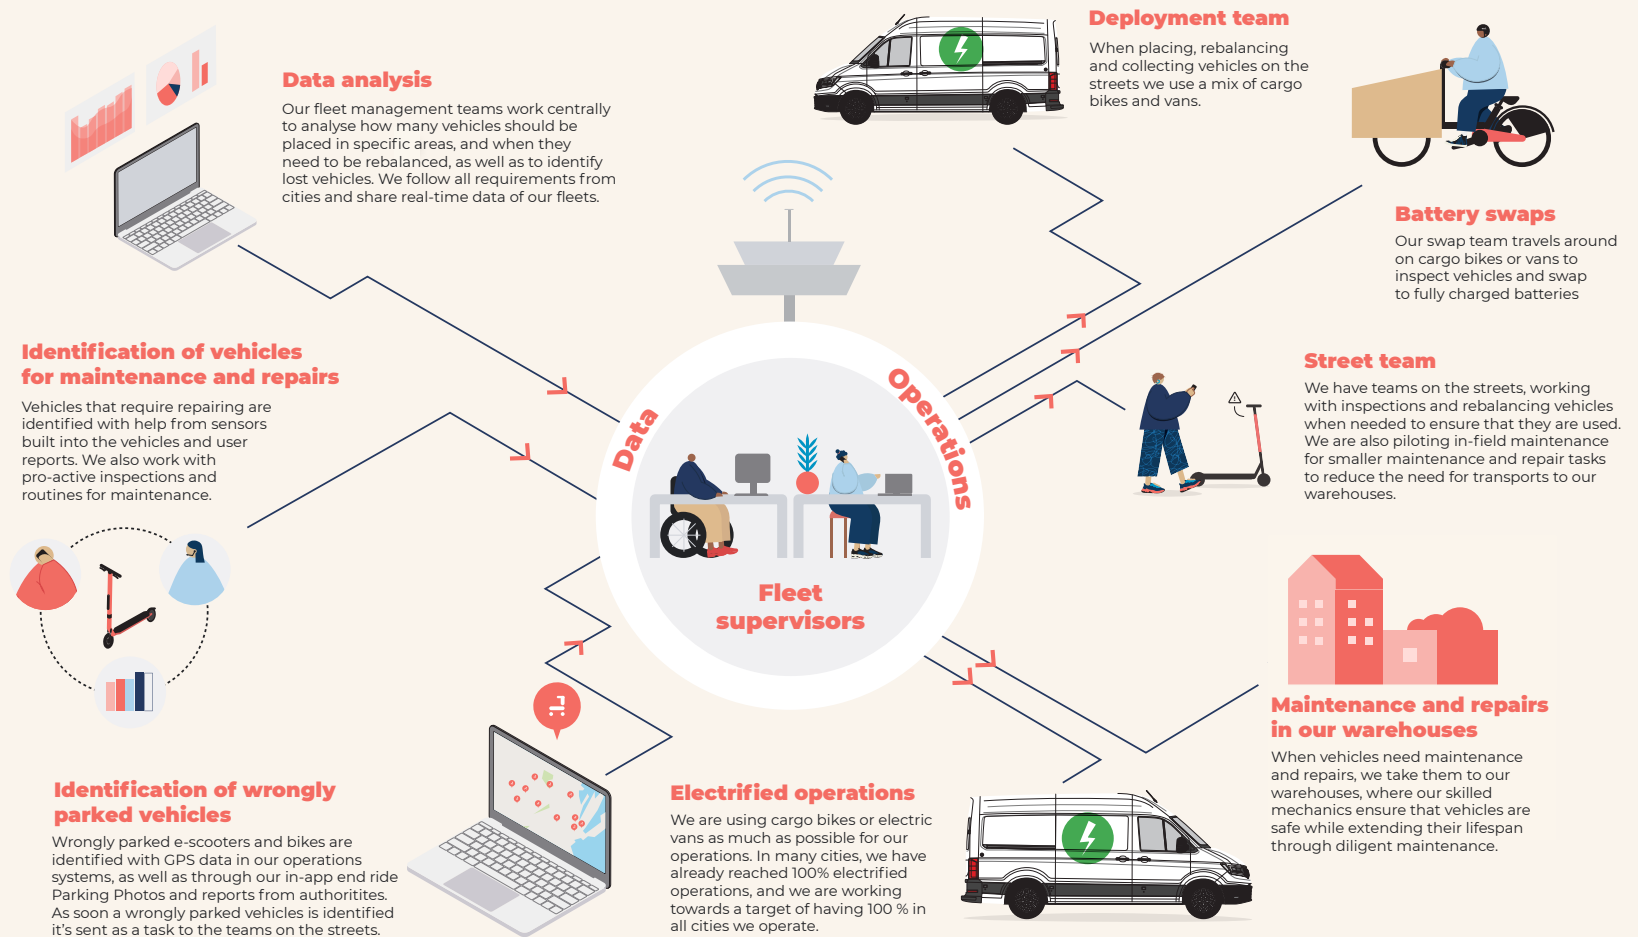 Data analysis
Our fleet management teams work centrally
to analyse how many vehicles should be
placed in specific areas, and when they
need to be rebalanced, as well as to identify
lost vehicles. We follow all requirements from
cities and share real-time data of our fleets.
Deployment team
When placing, rebalancing
and collecting vehicles on the
streets we use a mix of cargo
bikes and vans.
Battery swaps
Our swap team travels around
on cargo bikes or vans to
inspect vehicles and swap
to fully charged batteries
Identification of vehicles
for maintenance and repairs
Vehicles that require repairing are
identified with help from sensors
built into the vehicles and user
reports. We also work with
pro-active inspections and
routines for maintenance.
Data
Operations
Fleet
supervisors
Street team
We have teams on the streets, working
with inspections and rebalancing vehicles
when needed to ensure that they are used.
We are also piloting in-field maintenance
for smaller maintenance and repair tasks
to reduce the need for transports to our
warehouses.
Maintenance and repairs
in our warehouses
When vehicles need maintenance
and repairs, we take them to our
warehouses, where our skilled
mechanics ensure that vehicles are
safe while extending their lifespan
through diligent maintenance.
Identification of wrongly
parked vehicles
Wrongly parked e-scooters and bikes are
identified with GPS data in our operations
systems, as well as through our in-app end ride
Parking Photos and reports from authoritites.
As soon a wrongly parked vehicles is identified
it's sent as a task to the teams on the streets.
Electrified operations
We are using cargo bikes or electric
vans as much as possible for our
operations. In many cities, we have
already reached 100% electrified
operations, and we are working
towards a target of having 100 % in
all cities we operate.